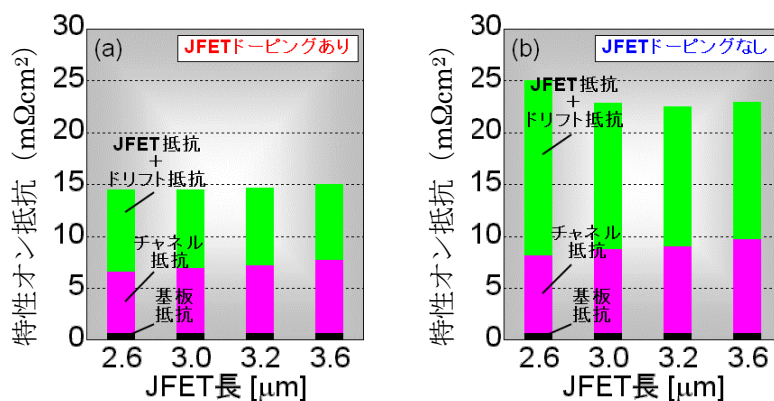 (a)
JFETドーピングあり
特性オン抵抗 (mΩcm²)
30
25
20
15
10
5
0
JFET抵抗
+
ドリフト抵抗
チャネル
抵抗
基板
抵抗
2.6 3.0 3.2 3.6
JFET長 [μm]
(b)
JFETドーピングなし
特性オン抵抗 (mΩcm²)
30
25
20
15
10
5
0
JFET抵抗
+
ドリフト抵抗
チャネル
抵抗
基板
抵抗
2.6 3.0 3.2 3.6
JFET長 [μm]